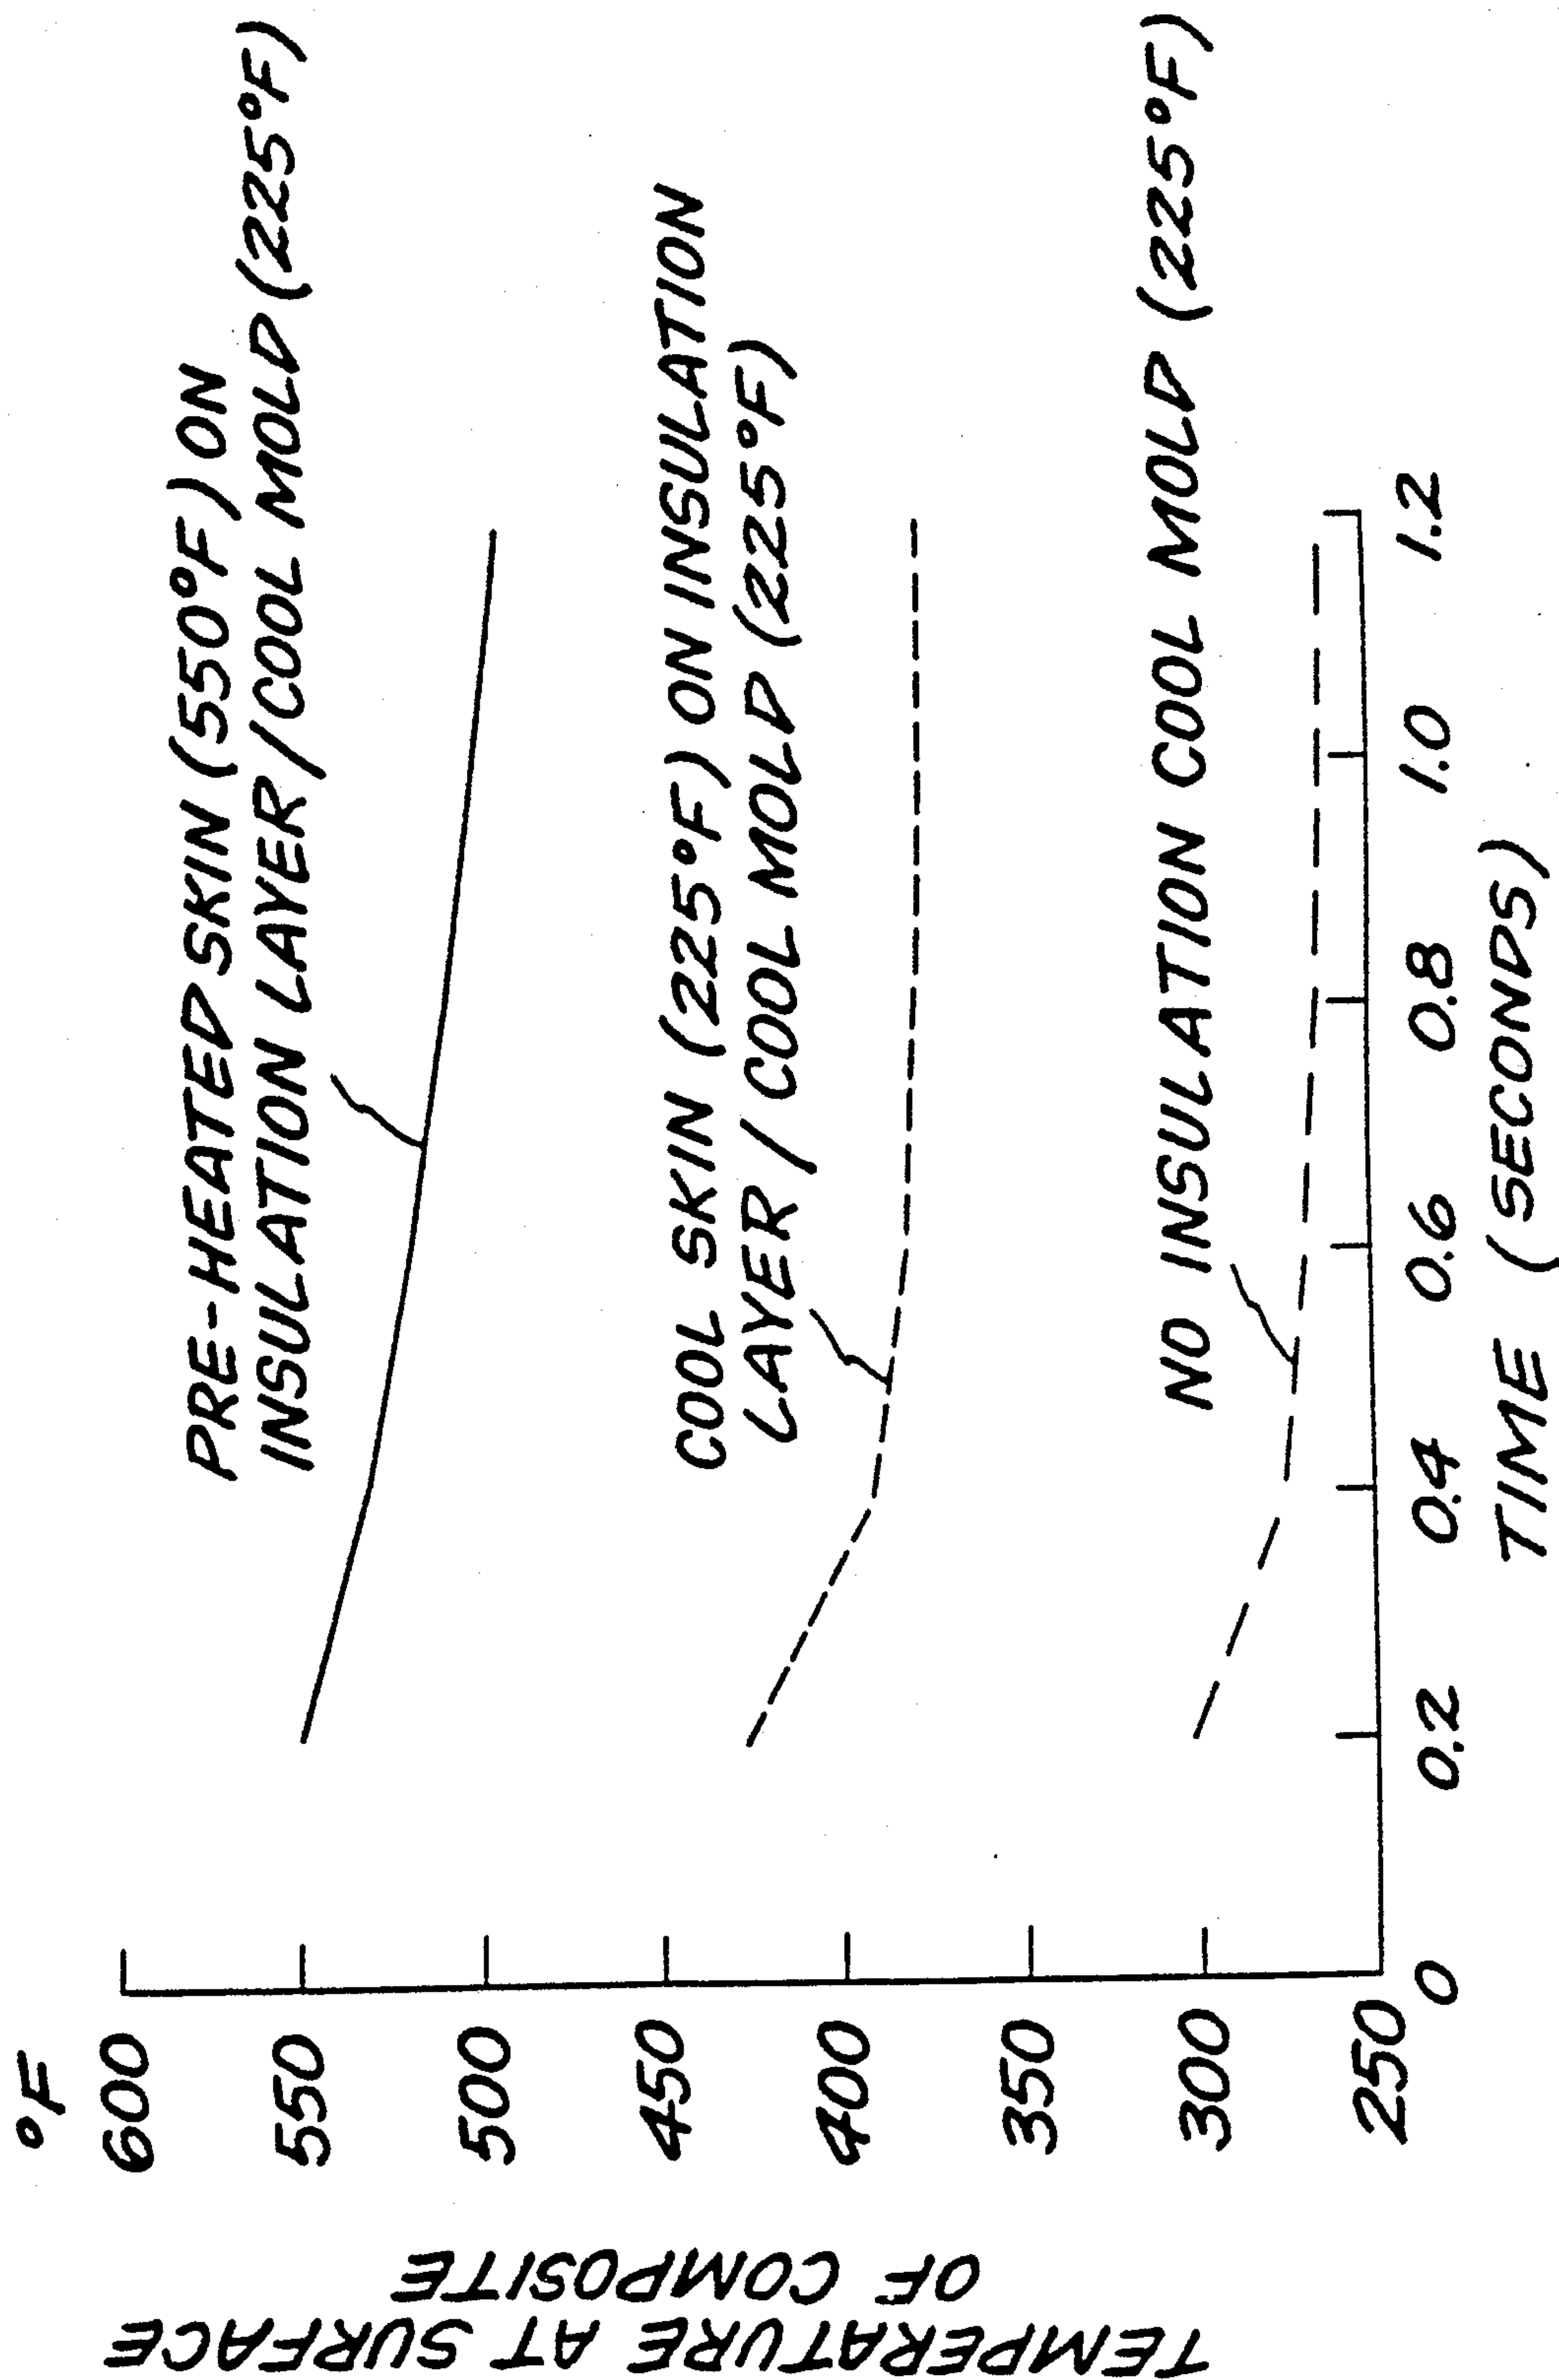 °F
600
550
500
450
400
350
300
250
TEMPERATURE AT SURFACE
OF COMPOSITE
PRE-HEATED SKIN (550°F) ON
INSULATION LAYER/COOL MOLD (225°F)
COOL SKIN (225°F) ON INSULATION
LAYER/COOL MOLD (225°F)
NO INSULATION COOL MOLD (225°F)
0 0.2 0.4 0.6 0.8 1.0 1.2
TIME (SECONDS)